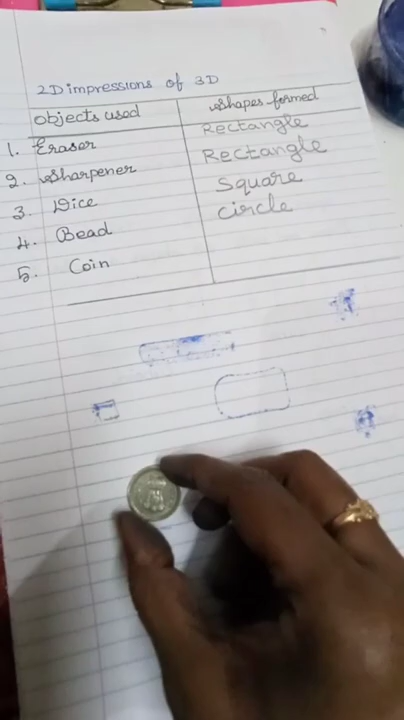 2D impressions of 3D
objects used
shapes formed
1. Eraser
Rectangle
2. Sharpener
Rectangle
3. Dice
Square
4. Bead
circle
5. Coin